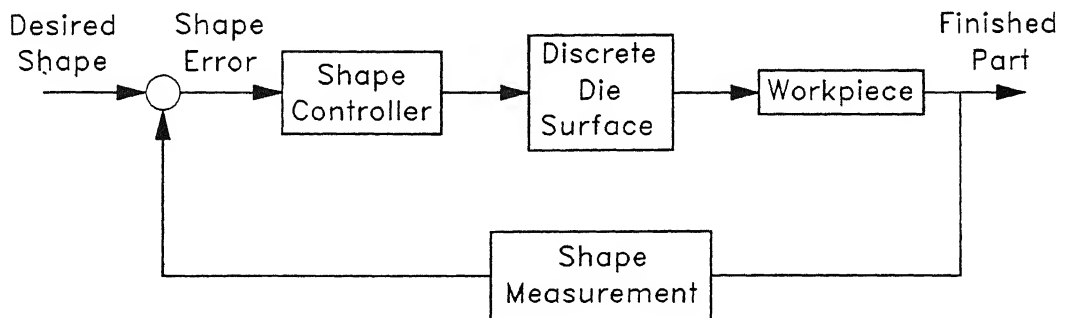 Desired
Shape
Shape
Error
Shape
Controller
Discrete
Die
Surface
Workpiece
Finished
Part
Shape
Measurement